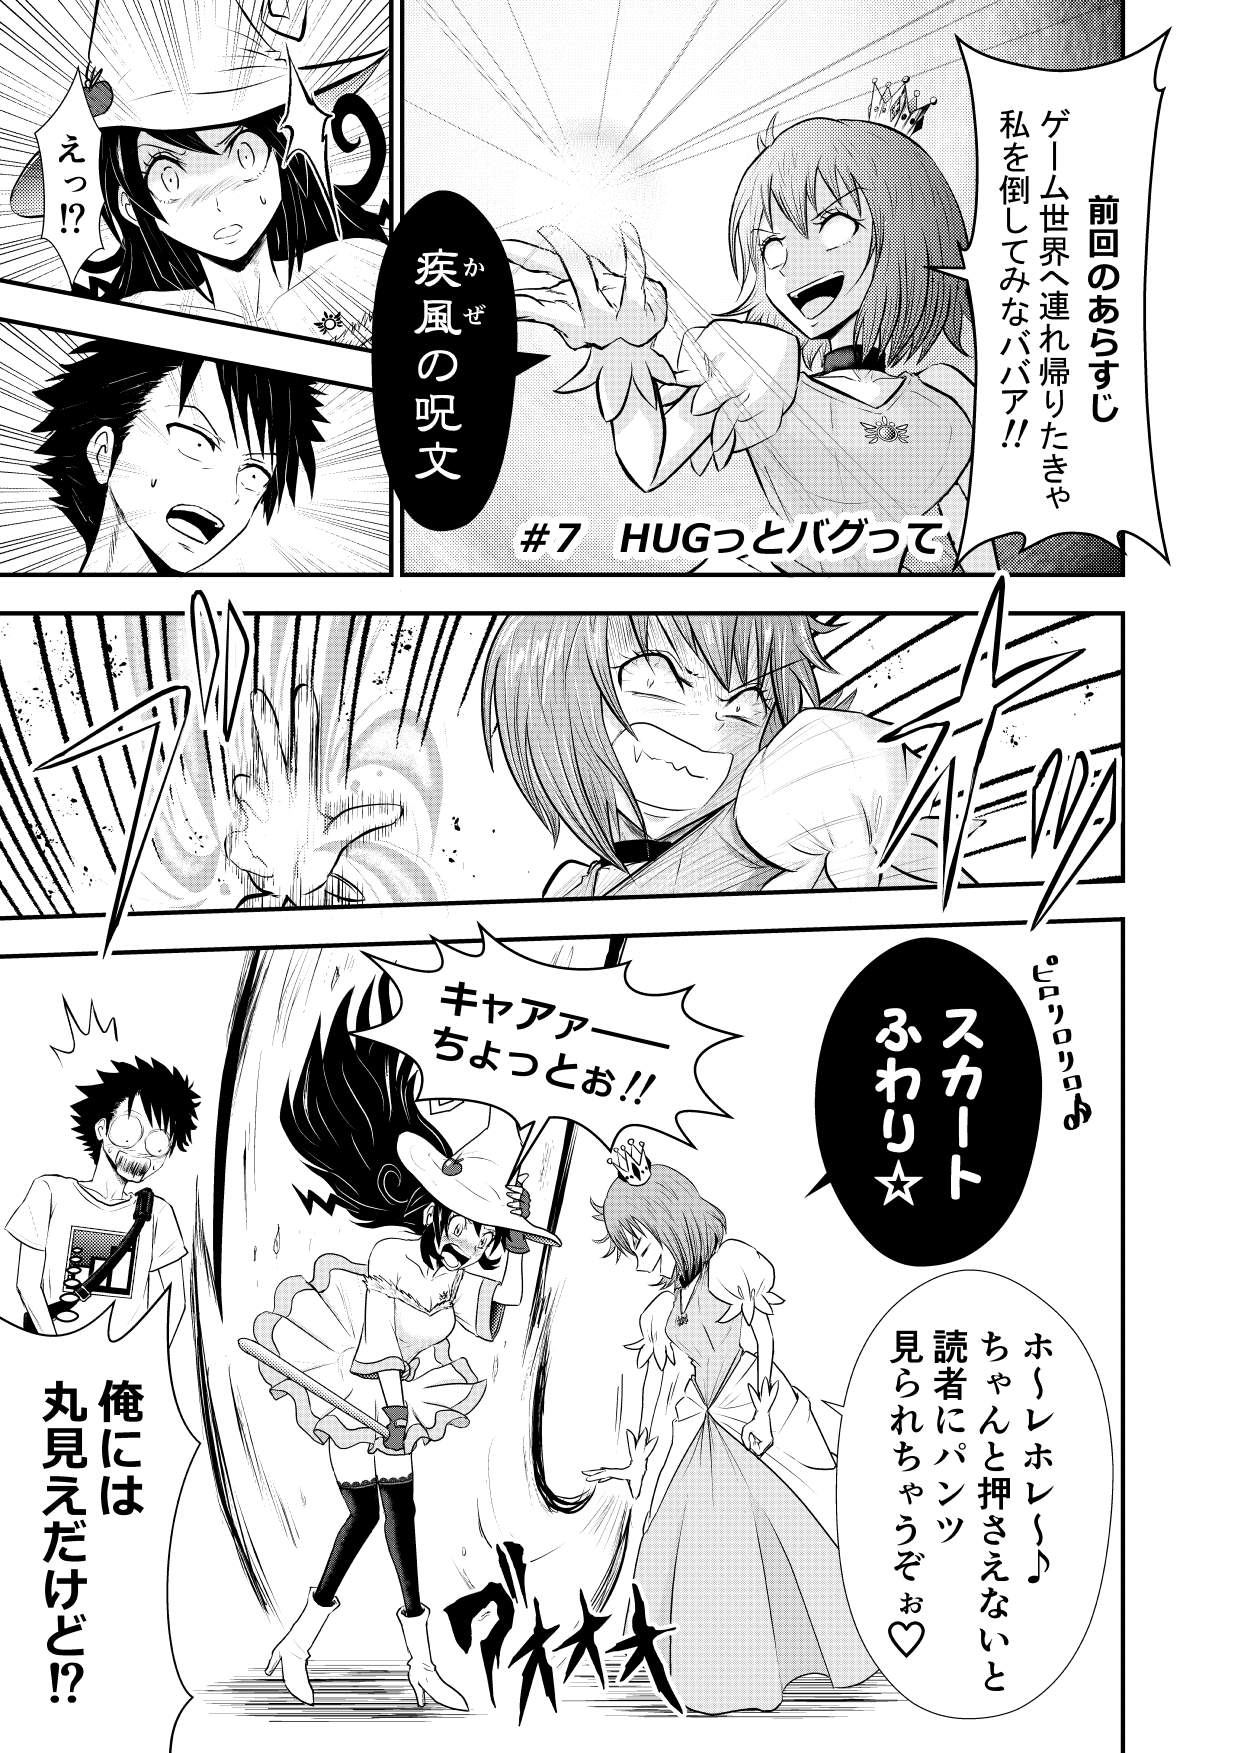 前回のあらすじ
ゲーム世界へ連れ帰りたきゃ
私を倒してみなババア!!
疾風の呪文
かぜ
#7 HUGっとバグって
えっ!?
ピロリロリロ♪
スカート
ふわり☆
キャアァーー
ちょっとぉ!!
ホ〜レホレ〜♪
ちゃんと押さえないと
読者にパンツ
見られちゃうぞぉ♡
ブオオオオ
俺には
丸見えだけど!?